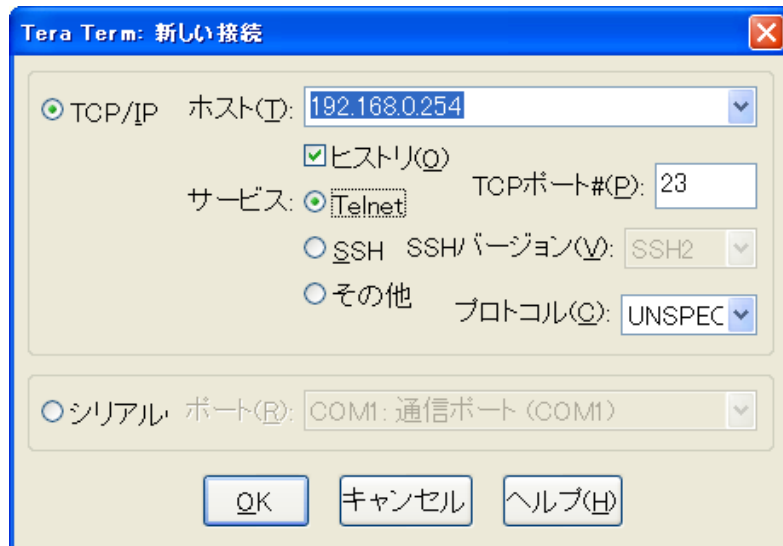 Tera Term: 新しい接続
TCP/IP ホスト(T): 192.168.0.254
ヒストリ(O)
サービス: Telnet TCPポート#(P): 23
SSH SSHバージョン(V): SSH2
その他 プロトコル(C): UNSPEC
シリアル ポート(R): COM1: 通信ポート (COM1)
OK キャンセル ヘルプ(H)